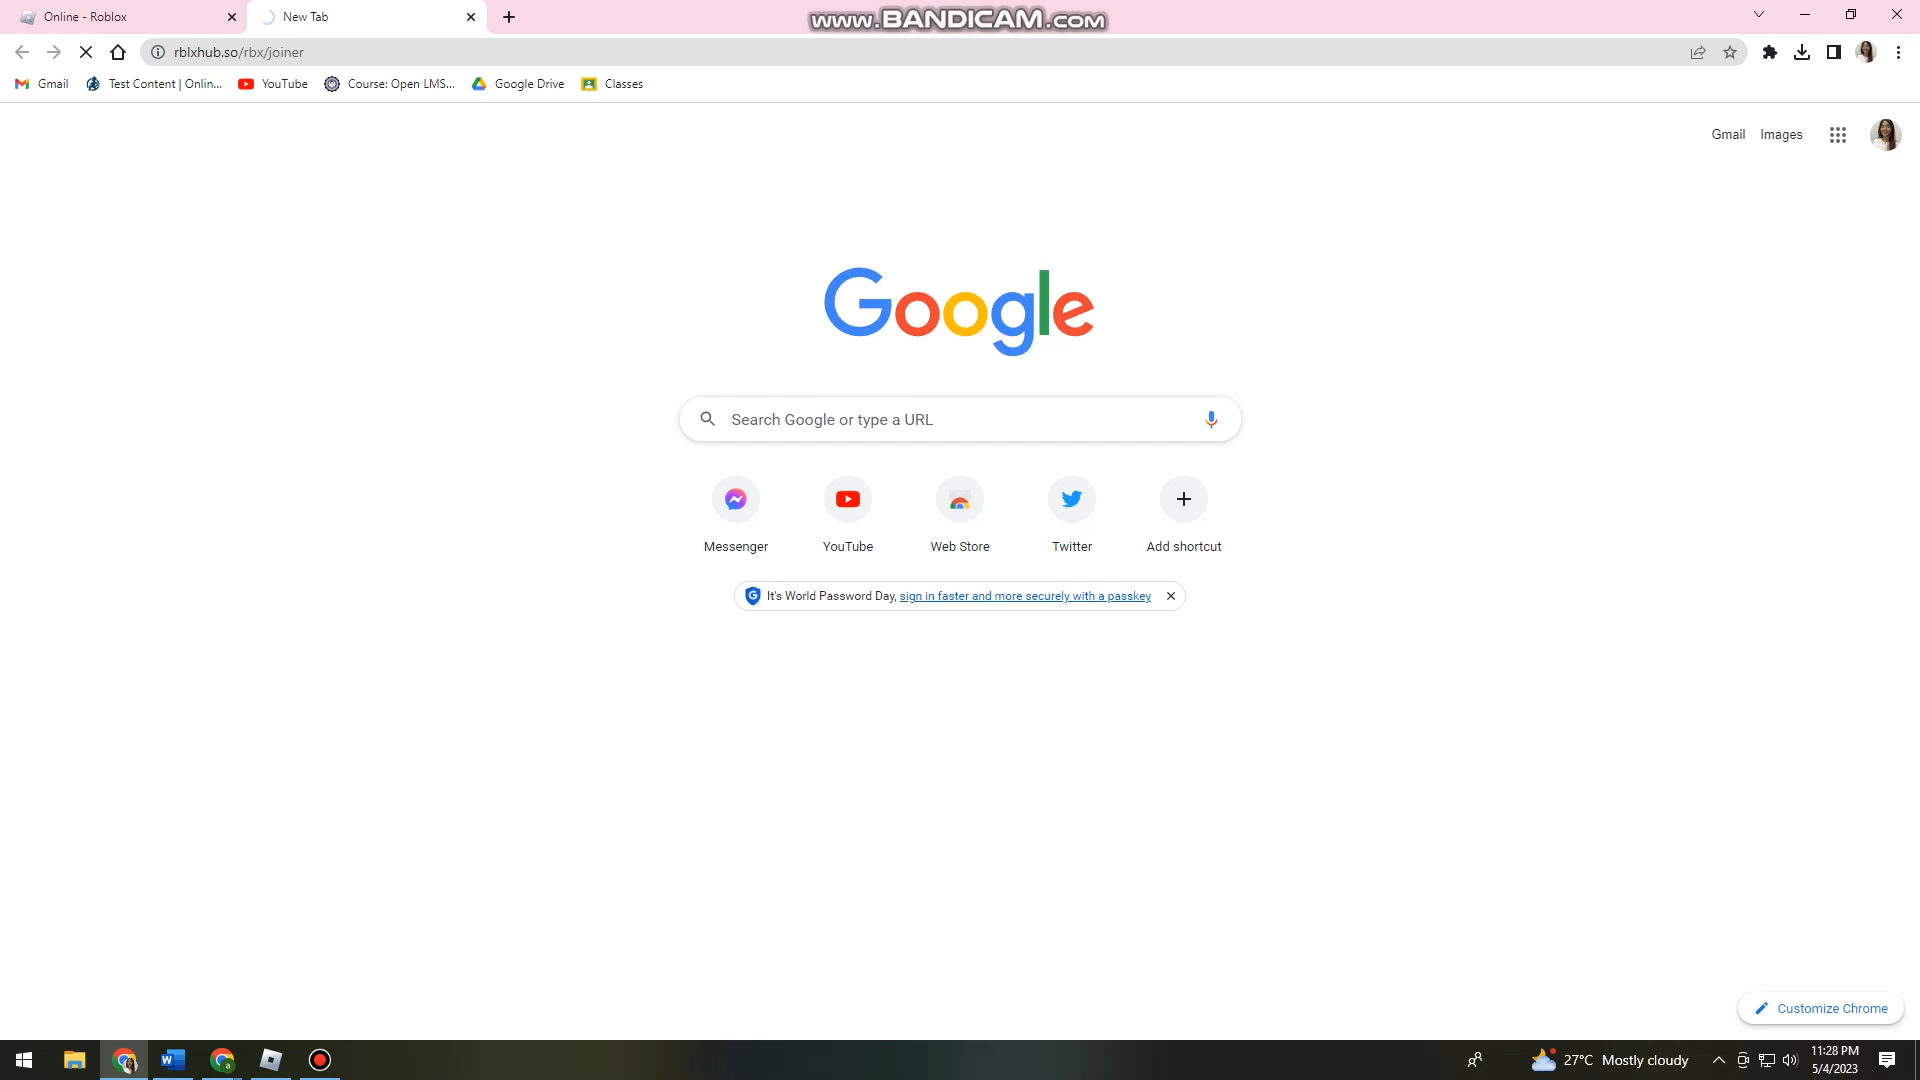 Online - Roblox
New Tab
www.BANDICAM.com
rblxhub.so/rbx/joiner
Gmail
Test Content | Onlin...
YouTube
Course: Open LMS...
Google Drive
Classes
Gmail
Images
Google
Search Google or type a URL
Messenger
YouTube
Web Store
Twitter
Add shortcut
It's World Password Day, sign in faster and more securely with a passkey
Customize Chrome
27°C Mostly cloudy
11:28 PM
5/4/2023